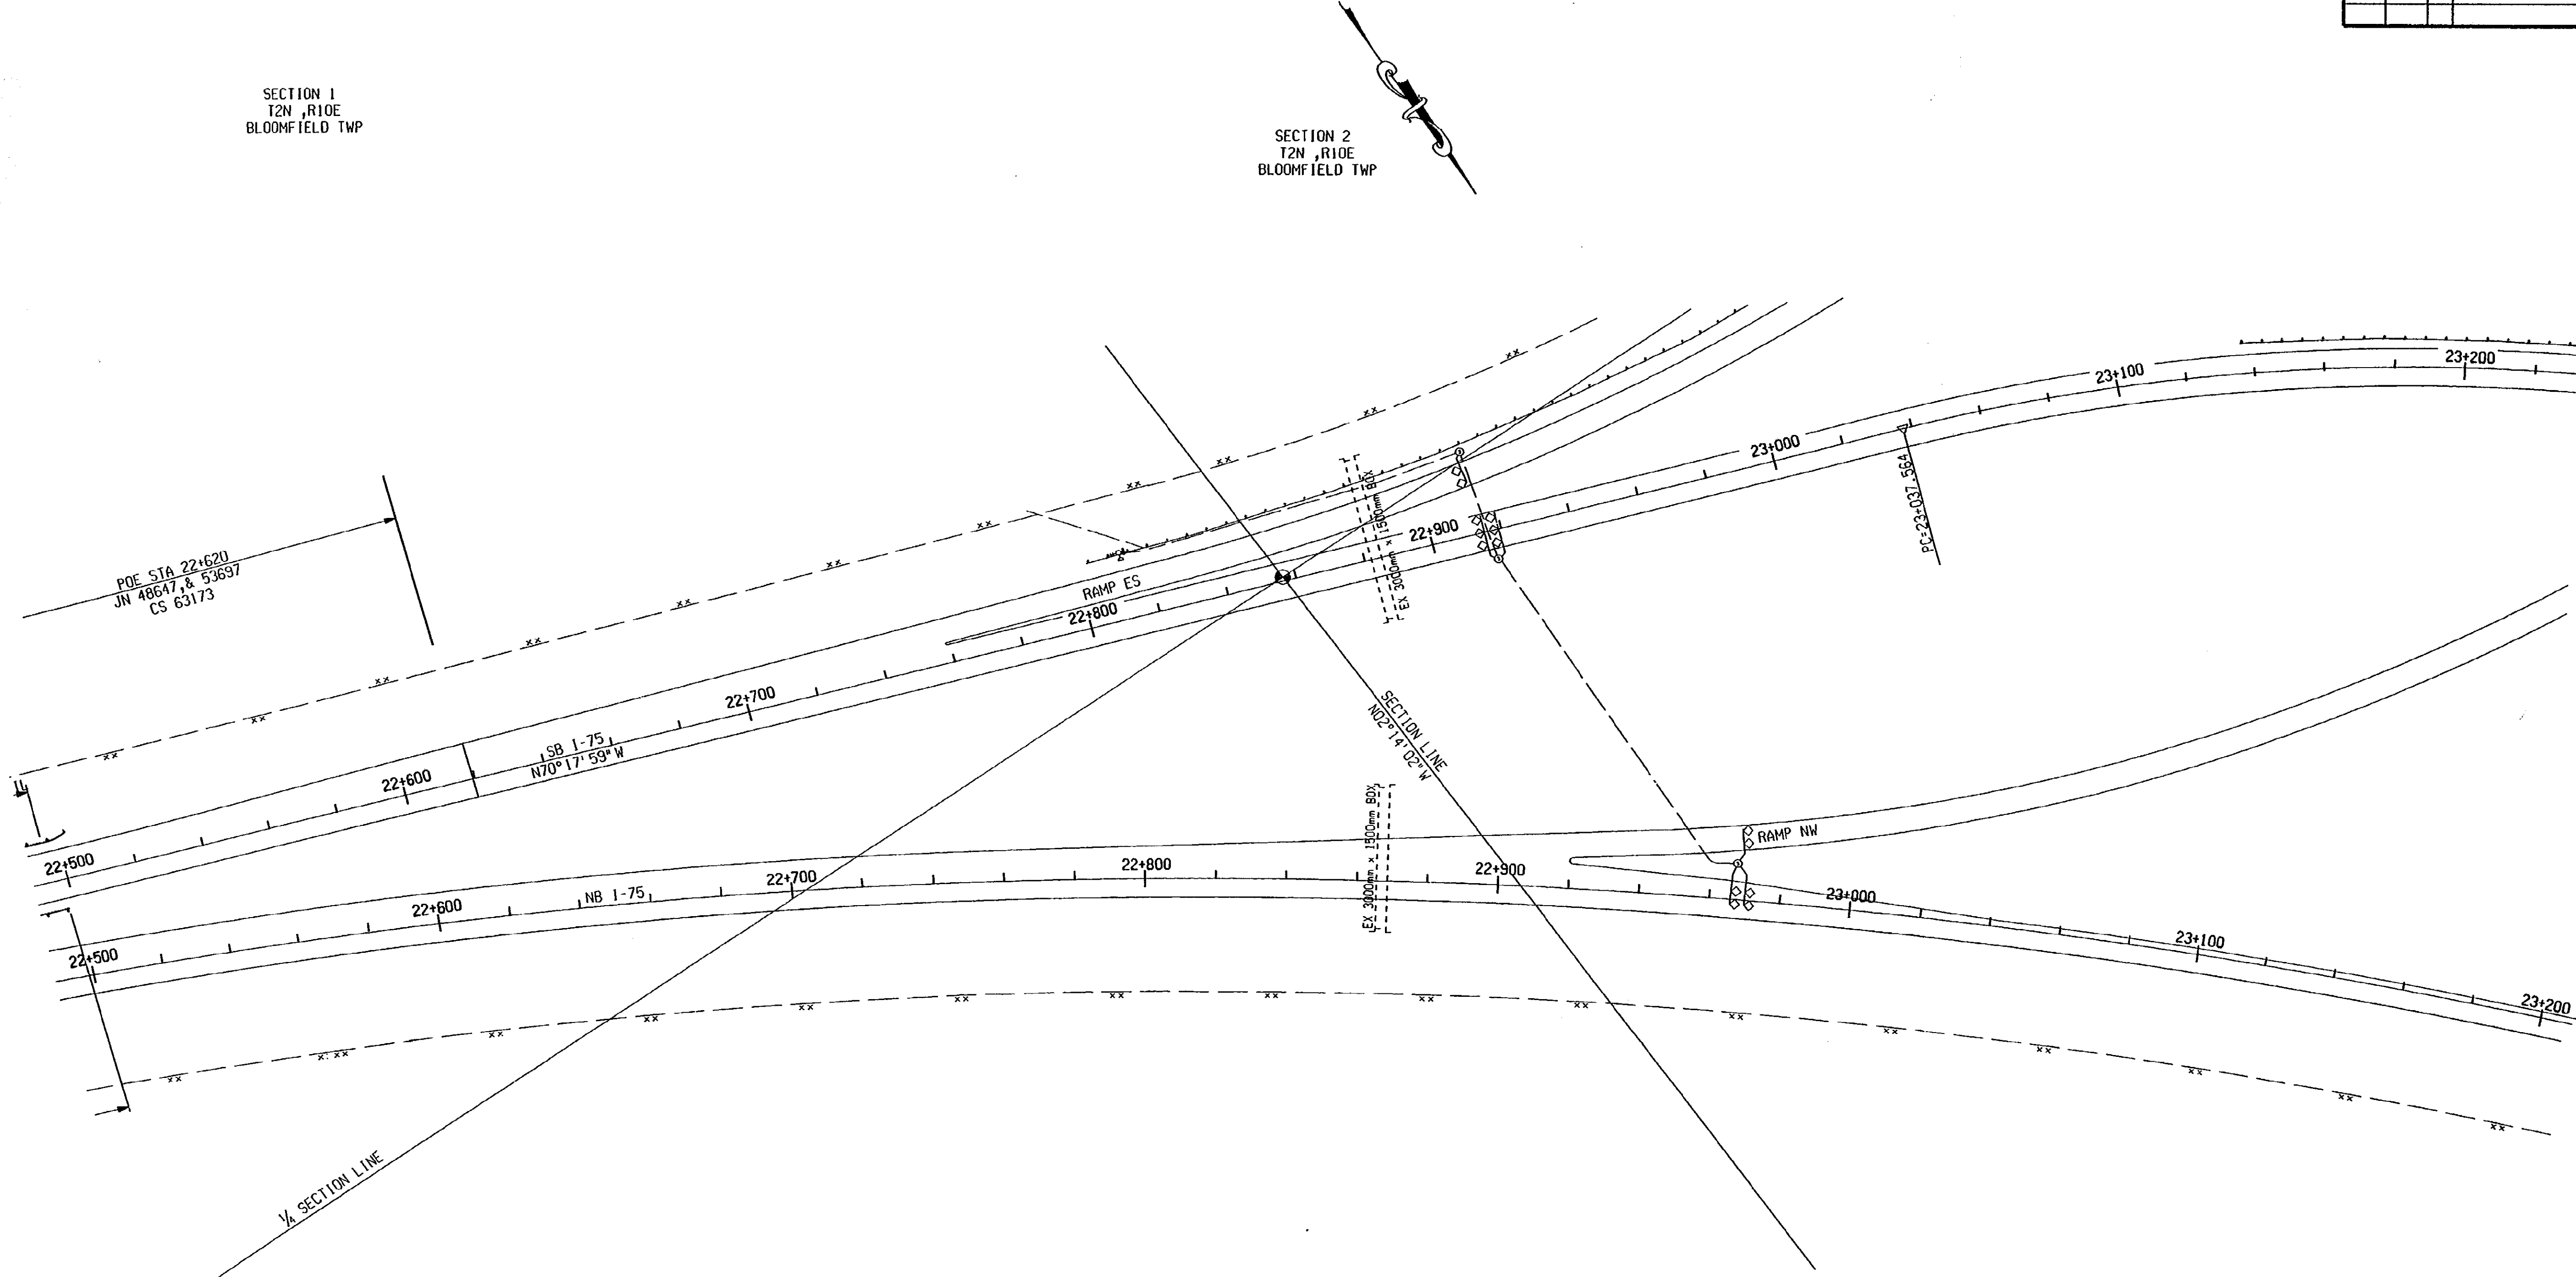 SECTION 1
T2N ,R10E
BLOOMFIELD TWP
SECTION 2
T2N ,R10E
BLOOMFIELD TWP
POE STA 22+620
JN 48647,& 53697
CS 63173
22+500
22+600
SB I-75
N70°17'59" W
22+700
22+800
RAMP ES
22+900
23+000
23+100
23+200
EX 3000mm x 1500mm BOX
PC=23+037.564
SECTION LINE
N02°14'02" W
22+500
22+600
NB I-75
22+700
22+800
EX 3000mm x 1500mm BOX
22+900
RAMP NW
23+000
23+100
23+200
1/4 SECTION LINE